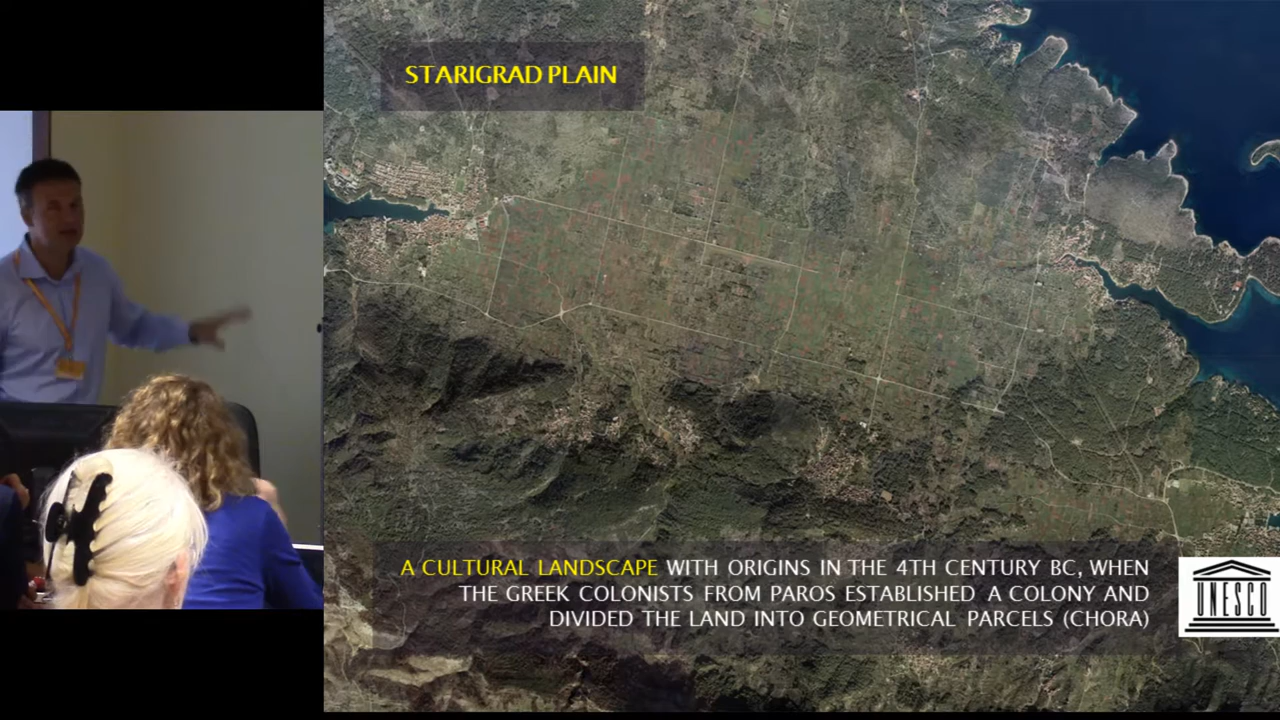 STARIGRAD PLAIN
A CULTURAL LANDSCAPE WITH ORIGINS IN THE 4TH CENTURY BC, WHEN
THE GREEK COLONISTS FROM PAROS ESTABLISHED A COLONY AND
DIVIDED THE LAND INTO GEOMETRICAL PARCELS (CHORA)
UNESCO